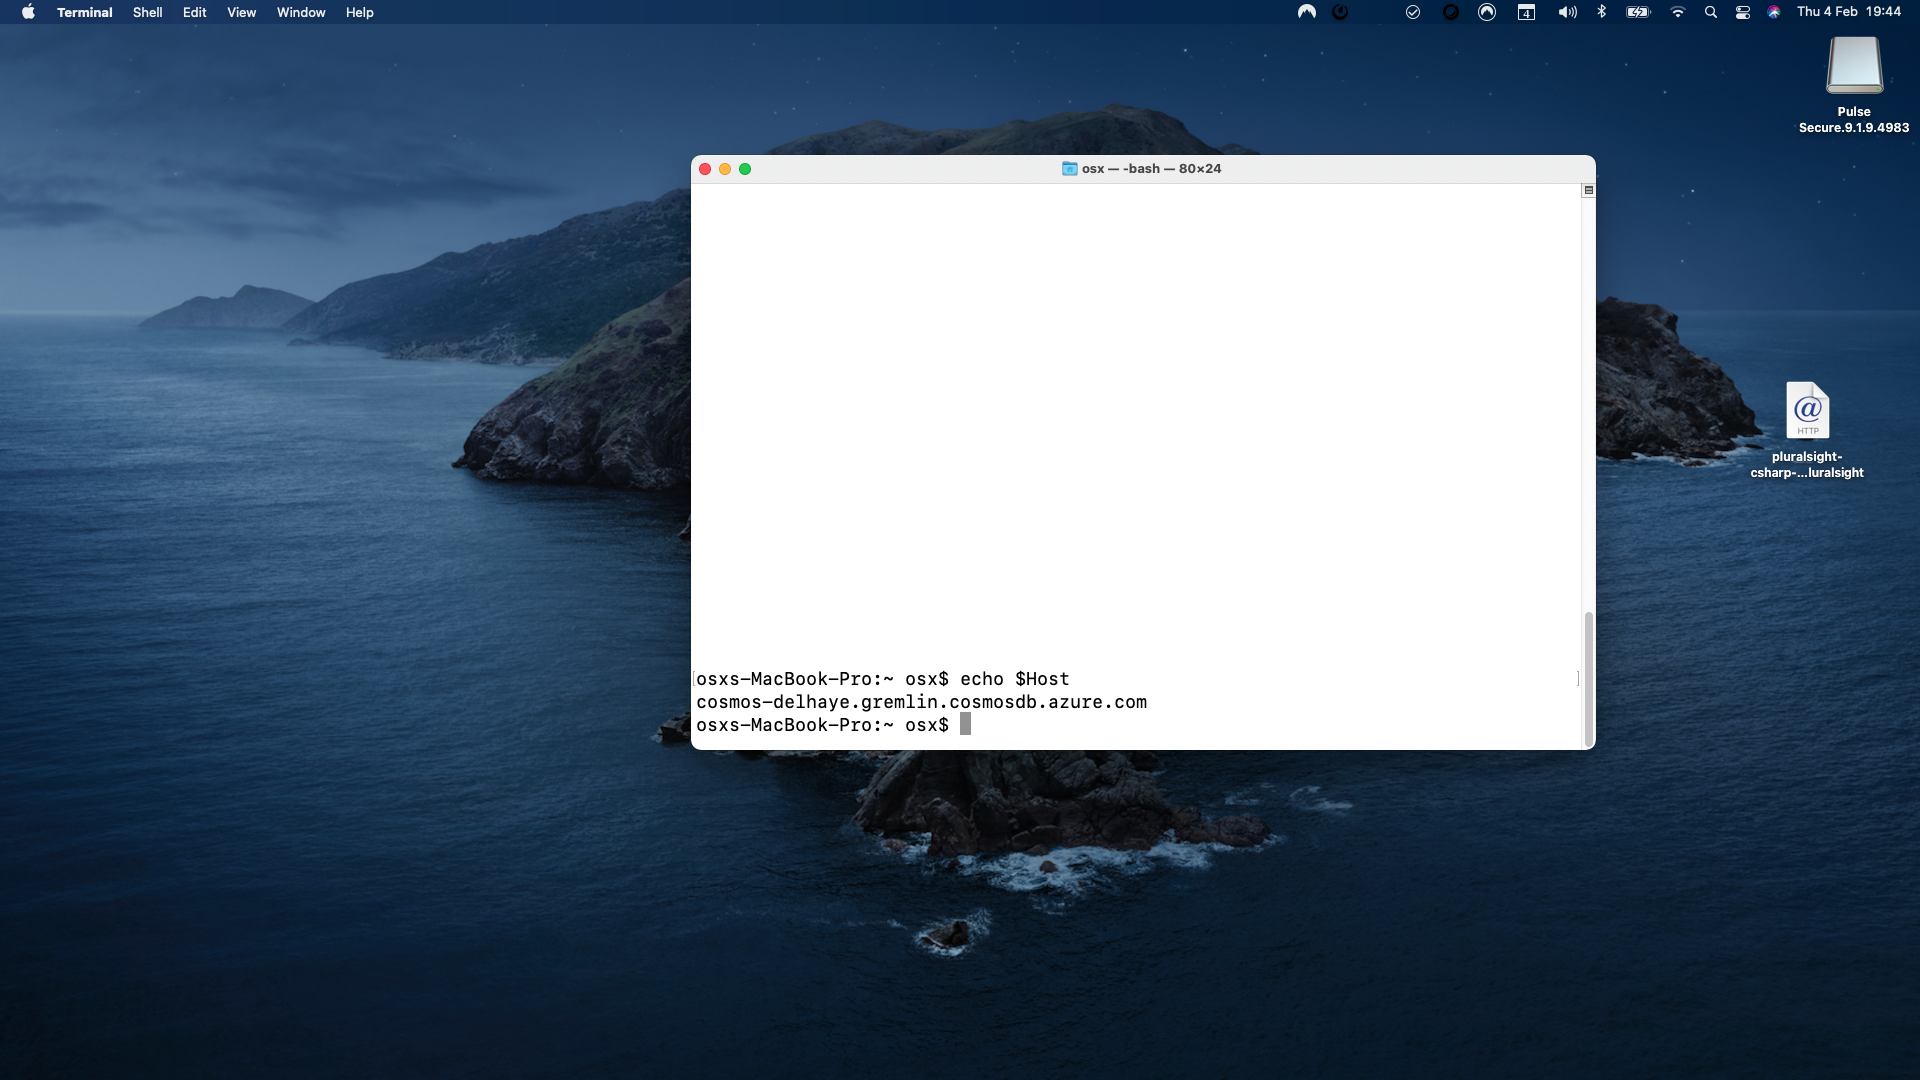 Terminal Shell Edit View Window Help 4 Thu 4 Feb 19:44
Pulse
Secure.9.1.9.4983
osx — -bash — 80×24
HTTP
pluralsight-
csharp-...luralsight
osxs-MacBook-Pro:~ osx$ echo $Host
cosmos-delhaye.gremlin.cosmosdb.azure.com
osxs-MacBook-Pro:~ osx$